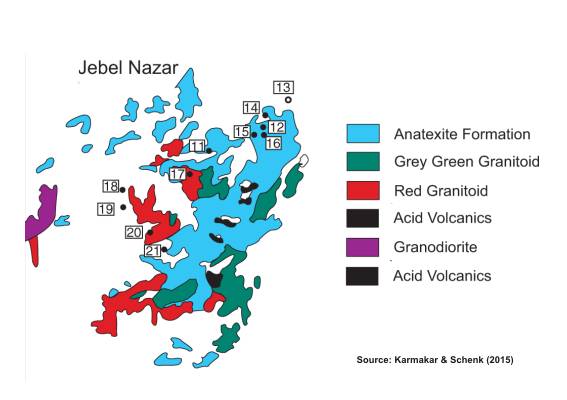 Jebel Nazar
13
14
12
15
16
11
17
18
19
20
21
Anatexite Formation
Grey Green Granitoid
Red Granitoid
Acid Volcanics
Granodiorite
Acid Volcanics
Source: Karmakar & Schenk (2015)